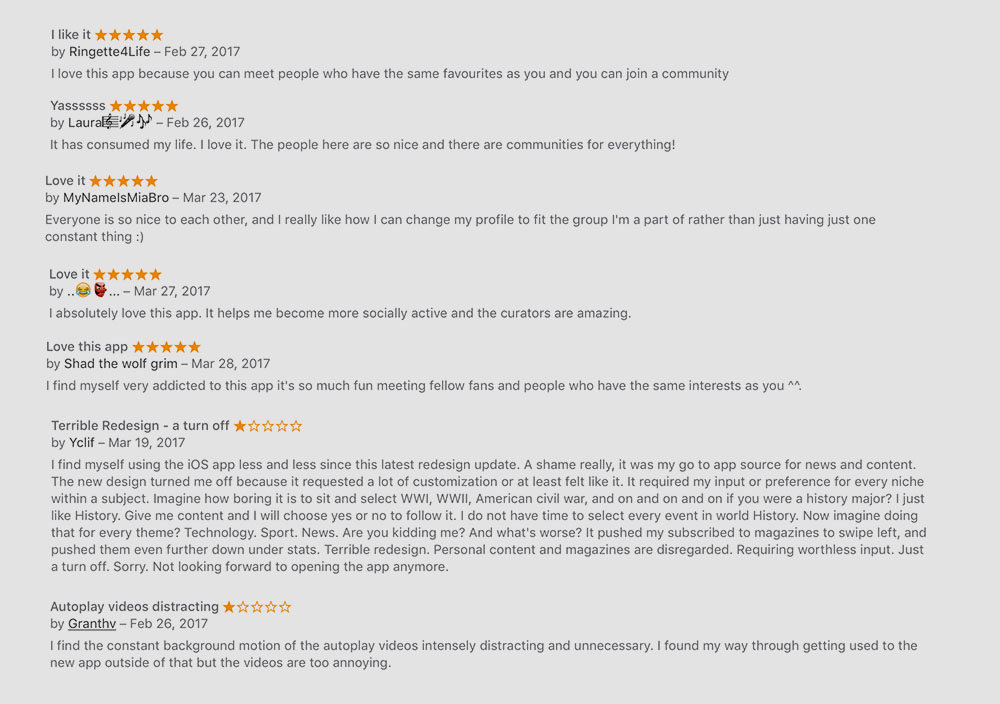 I like it ★★★★★
by Ringette4Life – Feb 27, 2017
I love this app because you can meet people who have the same favourites as you and you can join a community
Yassssss ★★★★★
by Laura🎼🎤🎶 – Feb 26, 2017
It has consumed my life. I love it. The people here are so nice and there are communities for everything!
Love it ★★★★★
by MyNameIsMiaBro – Mar 23, 2017
Everyone is so nice to each other, and I really like how I can change my profile to fit the group I'm a part of rather than just having just one
constant thing :)
Love it ★★★★★
by ..😂👹... – Mar 27, 2017
I absolutely love this app. It helps me become more socially active and the curators are amazing.
Love this app ★★★★★
by Shad the wolf grim – Mar 28, 2017
I find myself very addicted to this app it's so much fun meeting fellow fans and people who have the same interests as you ^^.
Terrible Redesign - a turn off ★☆☆☆☆
by Yclif – Mar 19, 2017
I find myself using the iOS app less and less since this latest redesign update. A shame really, it was my go to app source for news and content.
The new design turned me off because it requested a lot of customization or at least felt like it. It required my input or preference for every niche
within a subject. Imagine how boring it is to sit and select WWI, WWII, American civil war, and on and on and on if you were a history major? I just
like History. Give me content and I will choose yes or no to follow it. I do not have time to select every event in world History. Now imagine doing
that for every theme? Technology. Sport. News. Are you kidding me? And what's worse? It pushed my subscribed to magazines to swipe left, and
pushed them even further down under stats. Terrible redesign. Personal content and magazines are disregarded. Requiring worthless input. Just
a turn off. Sorry. Not looking forward to opening the app anymore.
Autoplay videos distracting ★☆☆☆☆
by Granthv – Feb 26, 2017
I find the constant background motion of the autoplay videos intensely distracting and unnecessary. I found my way through getting used to the
new app outside of that but the videos are too annoying.